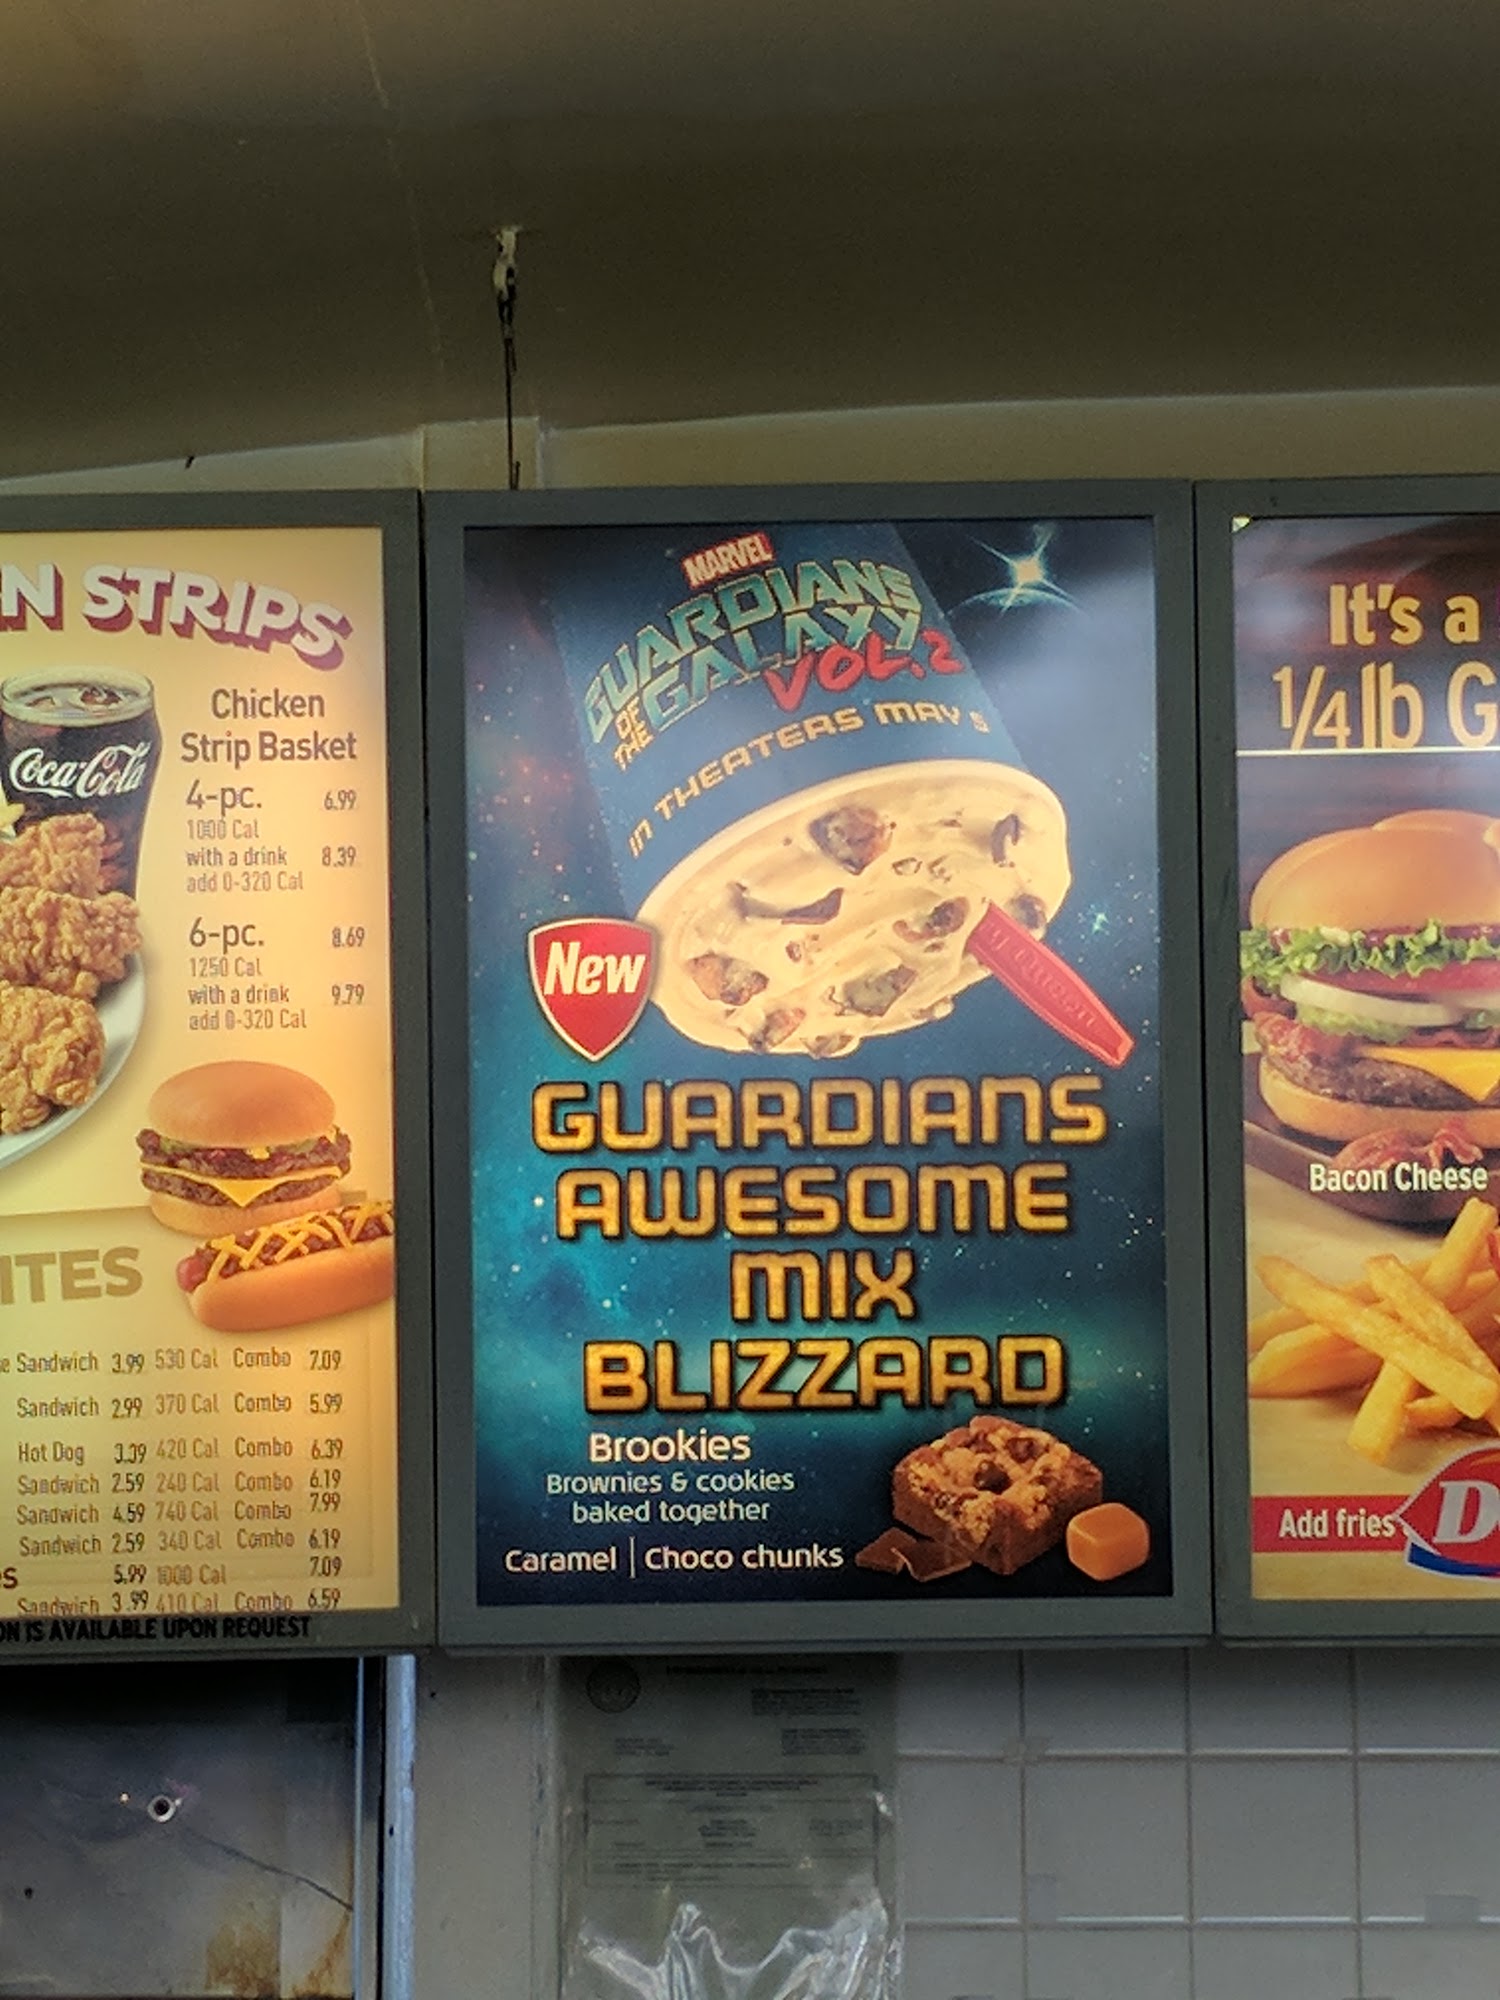 N STRIPS
Coca-Cola
Chicken
Strip Basket
4-pc. 6.99
1000 Cal
with a drink 8.39
add 0-320 Cal
6-pc. 8.69
1250 Cal
with a drink 9.79
add 0-320 Cal
ITES
e Sandwich 3.99 530 Cal Combo 7.09
Sandwich 2.99 370 Cal Combo 5.99
Hot Dog 3.39 420 Cal Combo 6.39
Sandwich 2.59 240 Cal Combo 6.19
Sandwich 4.59 740 Cal Combo 7.99
Sandwich 2.59 340 Cal Combo 6.19
s 5.99 1000 Cal 7.09
Sandwich 3.99 410 Cal Combo 6.59
ON IS AVAILABLE UPON REQUEST
MARVEL
GUARDIANS
OF THE GALAXY
VOL.2
IN THEATERS MAY 5
New
GUARDIANS
AWESOME
MIX
BLIZZARD
Brookies
Brownies & cookies
baked together
Caramel | Choco chunks
It's a
1/4 lb G
Bacon Cheese
Add fries
D